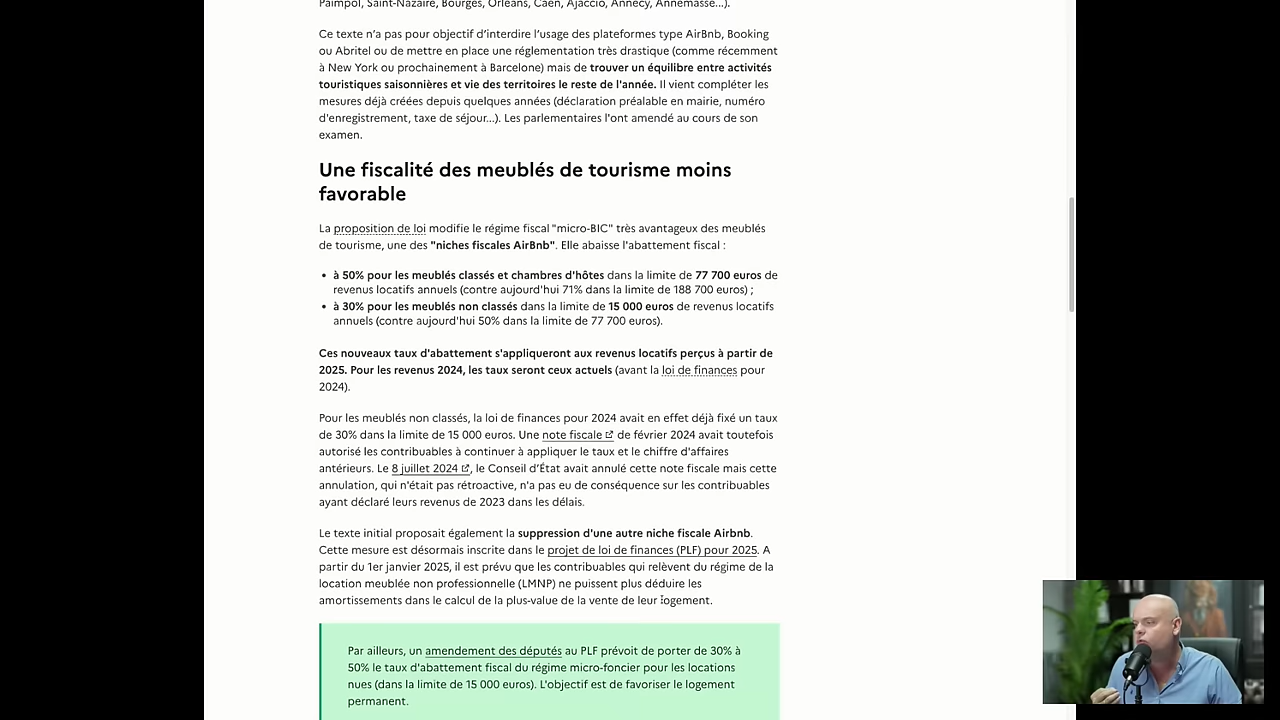 Paimpol, Saint-Nazaire, Bourges, Orléans, Caen, Ajaccio, Annecy, Annemasse...).
Ce texte n’a pas pour objectif d’interdire l’usage des plateformes type AirBnb, Booking
ou Abritel ou de mettre en place une réglementation très drastique (comme récemment
à New York ou prochainement à Barcelone) mais de trouver un équilibre entre activités
touristiques saisonnières et vie des territoires le reste de l'année. Il vient compléter les
mesures déjà créées depuis quelques années (déclaration préalable en mairie, numéro
d'enregistrement, taxe de séjour...). Les parlementaires l'ont amendé au cours de son
examen.
Une fiscalité des meublés de tourisme moins
favorable
La proposition de loi modifie le régime fiscal "micro-BIC" très avantageux des meublés
de tourisme, une des "niches fiscales AirBnb". Elle abaisse l'abattement fiscal :
• à 50% pour les meublés classés et chambres d'hôtes dans la limite de 77 700 euros de
revenus locatifs annuels (contre aujourd'hui 71% dans la limite de 188 700 euros) ;
• à 30% pour les meublés non classés dans la limite de 15 000 euros de revenus locatifs
annuels (contre aujourd'hui 50% dans la limite de 77 700 euros).
Ces nouveaux taux d'abattement s'appliqueront aux revenus locatifs perçus à partir de
2025. Pour les revenus 2024, les taux seront ceux actuels (avant la loi de finances pour
2024).
Pour les meublés non classés, la loi de finances pour 2024 avait en effet déjà fixé un taux
de 30% dans la limite de 15 000 euros. Une note fiscale de février 2024 avait toutefois
autorisé les contribuables à continuer à appliquer le taux et le chiffre d'affaires
antérieurs. Le 8 juillet 2024, le Conseil d’État avait annulé cette note fiscale mais cette
annulation, qui n'était pas rétroactive, n'a pas eu de conséquence sur les contribuables
ayant déclaré leurs revenus de 2023 dans les délais.
Le texte initial proposait également la suppression d'une autre niche fiscale Airbnb.
Cette mesure est désormais inscrite dans le projet de loi de finances (PLF) pour 2025. A
partir du 1er janvier 2025, il est prévu que les contribuables qui relèvent du régime de la
location meublée non professionnelle (LMNP) ne puissent plus déduire les
amortissements dans le calcul de la plus-value de la vente de leur logement.
Par ailleurs, un amendement des députés au PLF prévoit de porter de 30% à
50% le taux d'abattement fiscal du régime micro-foncier pour les locations
nues (dans la limite de 15 000 euros). L'objectif est de favoriser le logement
permanent.